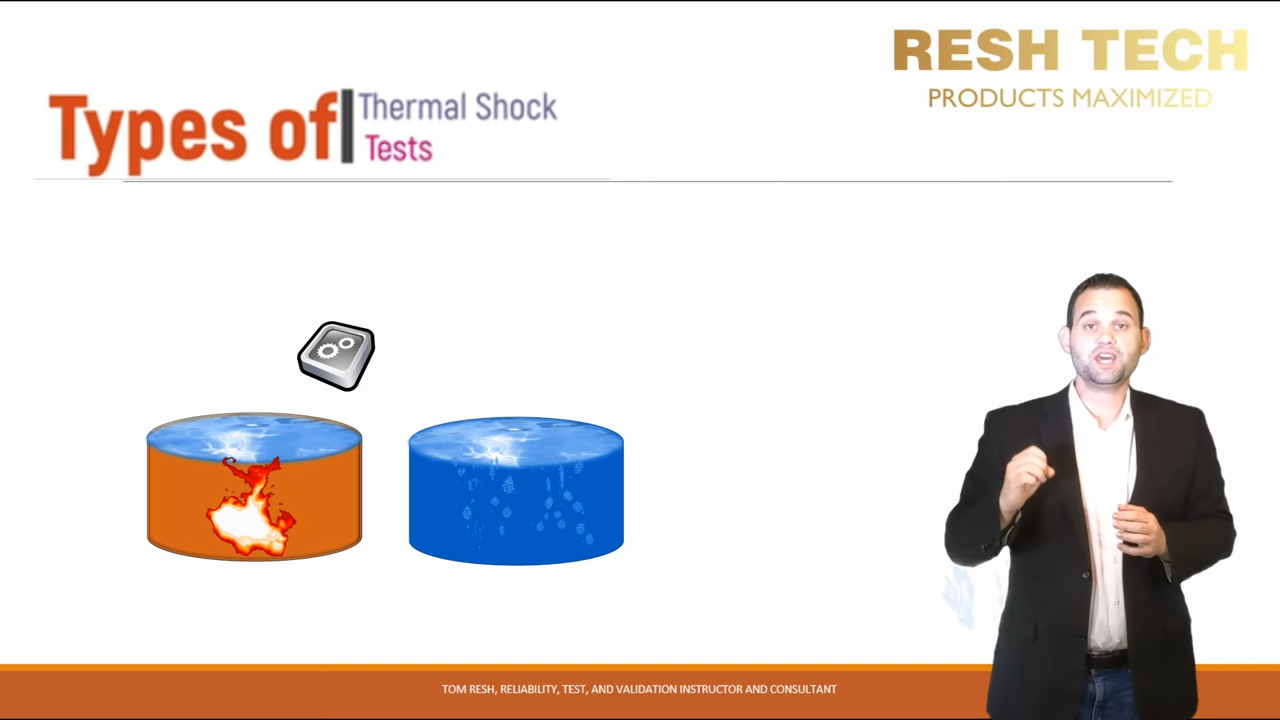 RESH TECH
PRODUCTS MAXIMIZED
Types of
Thermal Shock
Tests
TOM RESH, RELIABILITY, TEST, AND VALIDATION INSTRUCTOR AND CONSULTANT